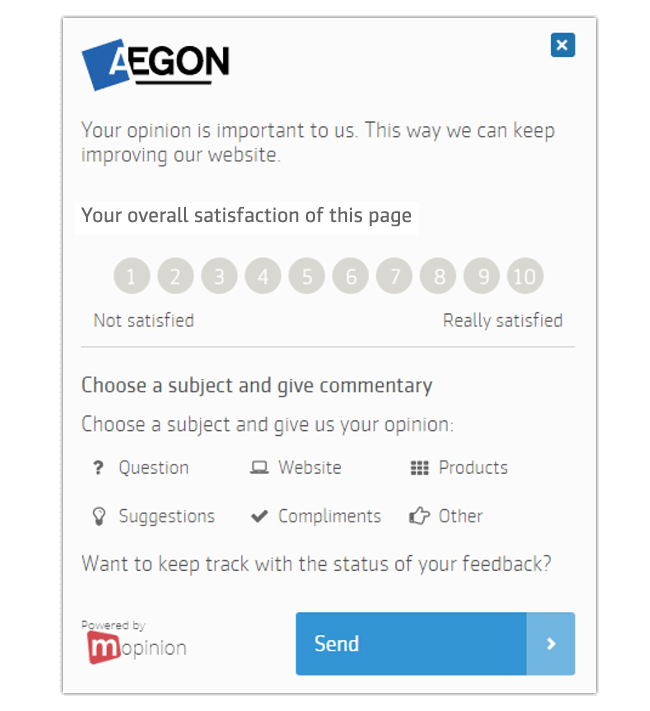 AEGON
Your opinion is important to us. This way we can keep
improving our website.
Your overall satisfaction of this page
1 2 3 4 5 6 7 8 9 10
Not satisfied Really satisfied
Choose a subject and give commentary
Choose a subject and give us your opinion:
? Question Website Products
Suggestions Compliments Other
Want to keep track with the status of your feedback?
Powered by
mopinion
Send